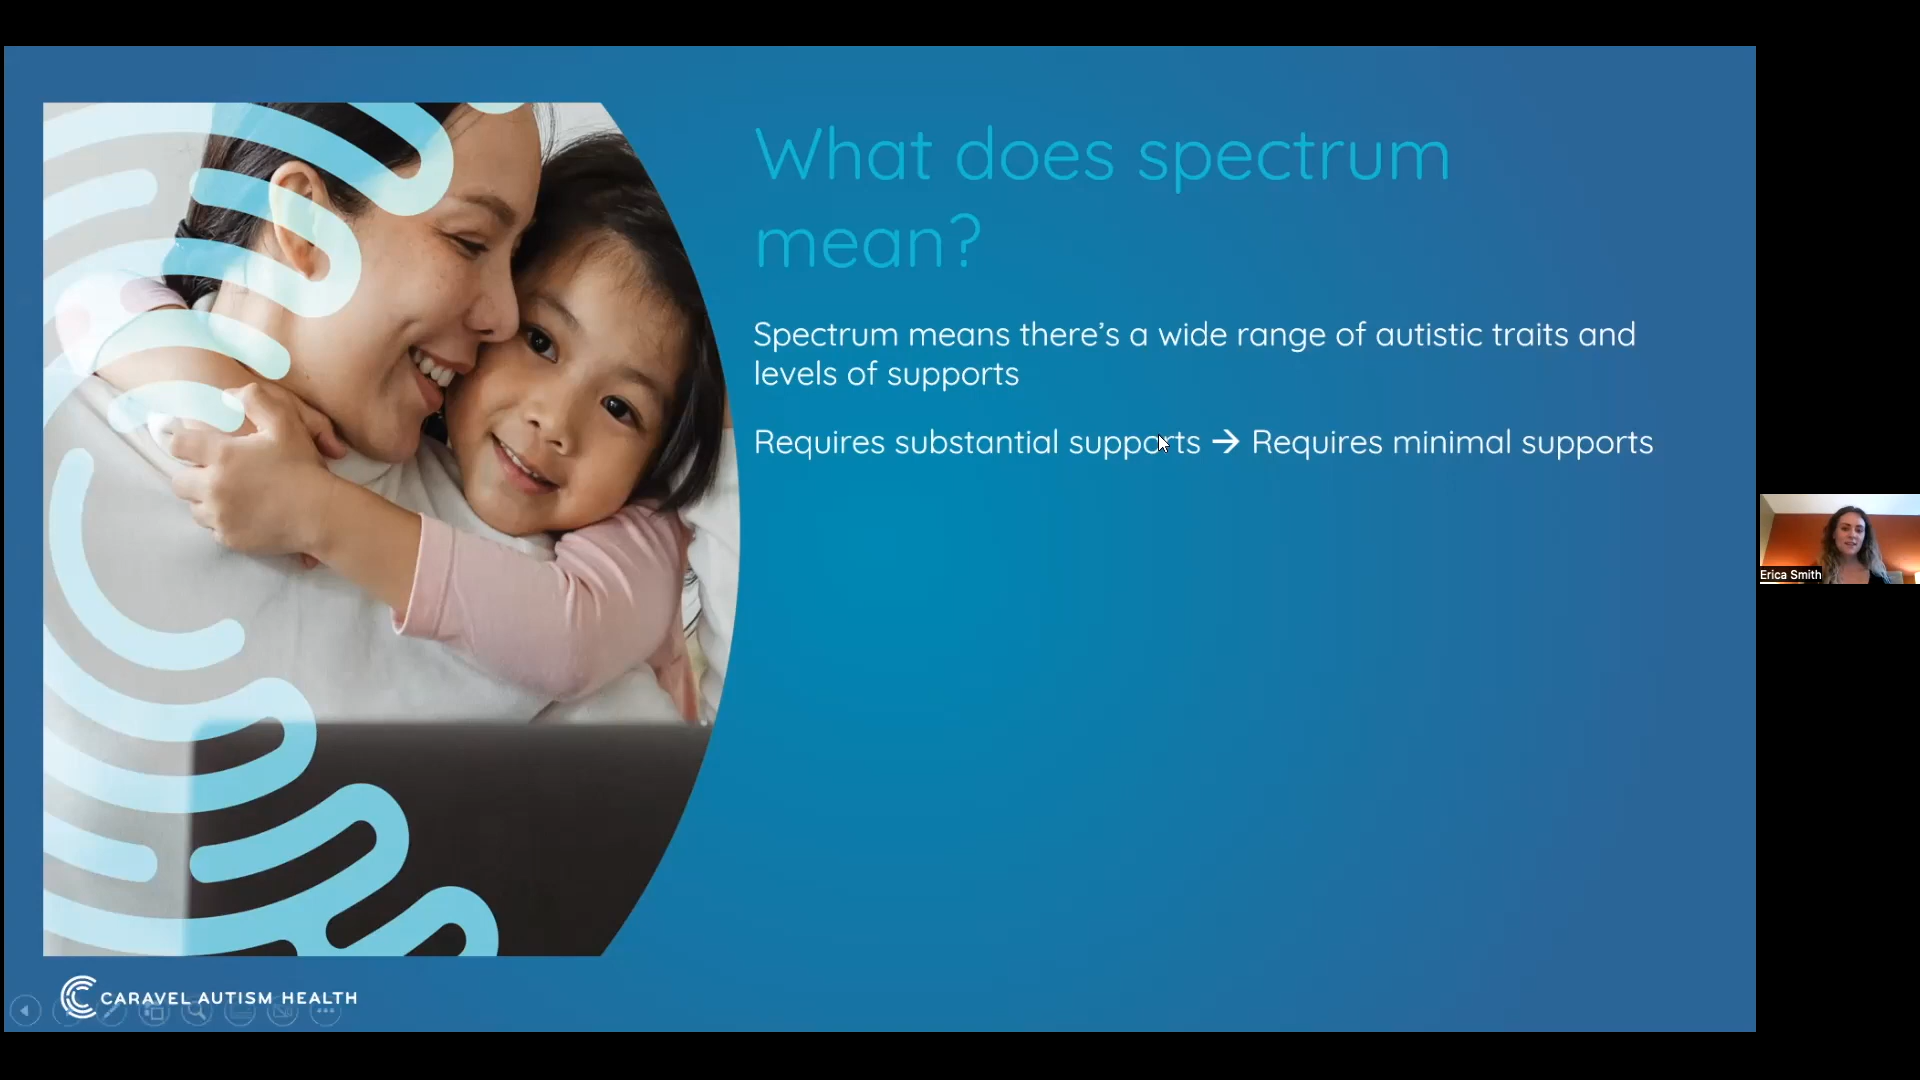 What does spectrum
mean?
Spectrum means there’s a wide range of autistic traits and
levels of supports
Requires substantial supports → Requires minimal supports
Erica Smith
CARAVEL AUTISM HEALTH